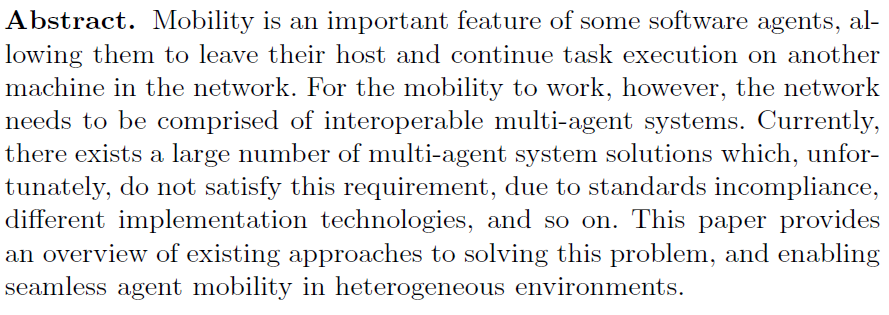 Abstract. Mobility is an important feature of some software agents, al-
lowing them to leave their host and continue task execution on another
machine in the network. For the mobility to work, however, the network
needs to be comprised of interoperable multi-agent systems. Currently,
there exists a large number of multi-agent system solutions which, unfor-
tunately, do not satisfy this requirement, due to standards incompliance,
different implementation technologies, and so on. This paper provides
an overview of existing approaches to solving this problem, and enabling
seamless agent mobility in heterogeneous environments.